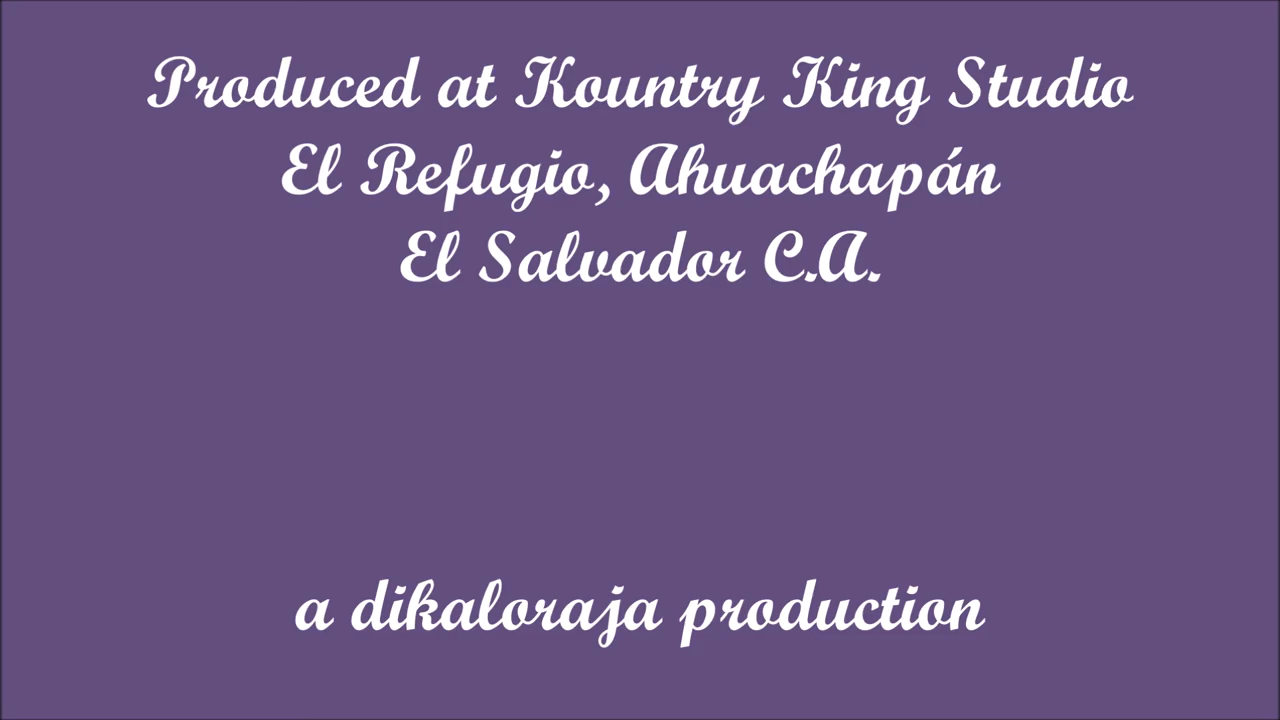 Produced at Kountry King Studio
El Refugio, Ahuachapán
El Salvador C.A.
a dikaloraja production